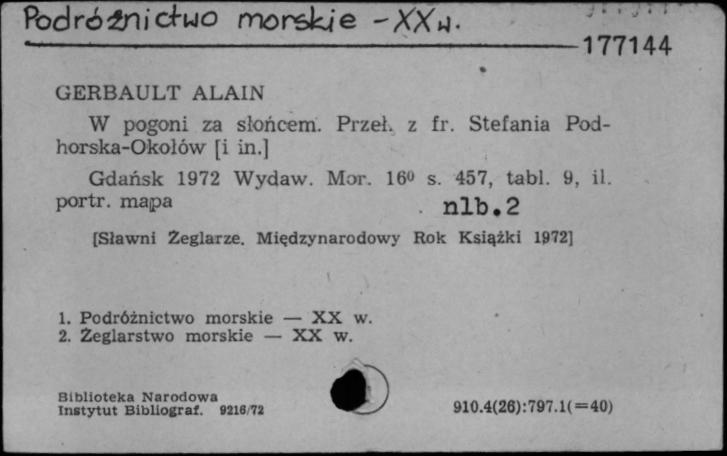 Podróżnictwo morskie - XX w.
177144
GERBAULT ALAIN
W pogoni za słońcem. Przeł. z fr. Stefania Pod-
horska-Okołów [i in.]
Gdańsk 1972 Wydaw. Mor. 16⁰ s. 457, tabl. 9, il.
portr. mapa nlb.2
[Sławni Żeglarze. Międzynarodowy Rok Książki 1972]
1. Podróżnictwo morskie — XX w.
2. Żeglarstwo morskie — XX w.
Biblioteka Narodowa
Instytut Bibliograf. 9216/72
910.4(26):797.1(=40)